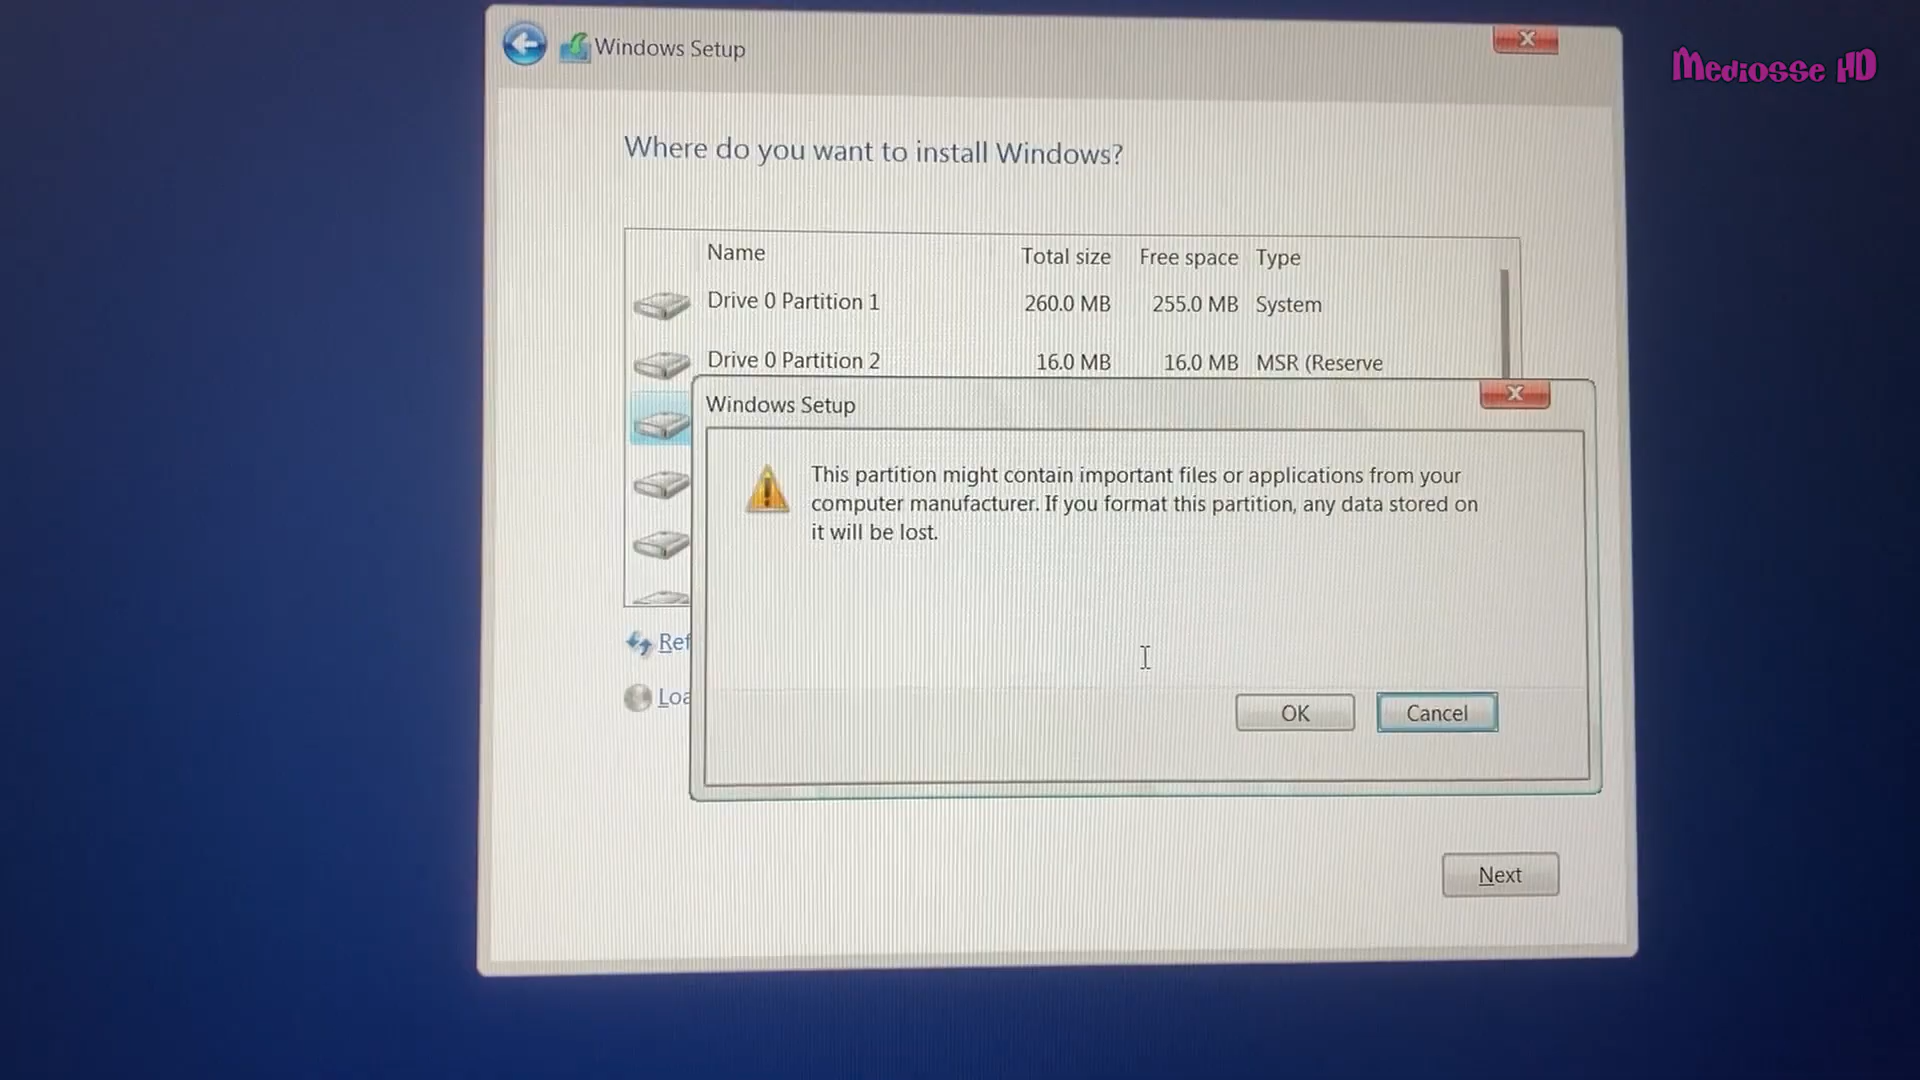 Windows Setup
Mediosse HD
Where do you want to install Windows?
Name Total size Free space Type
Drive 0 Partition 1 260.0 MB 255.0 MB System
Drive 0 Partition 2 16.0 MB 16.0 MB MSR (Reserve
Windows Setup
This partition might contain important files or applications from your
computer manufacturer. If you format this partition, any data stored on
it will be lost.
Ref
Loa
OK Cancel
Next